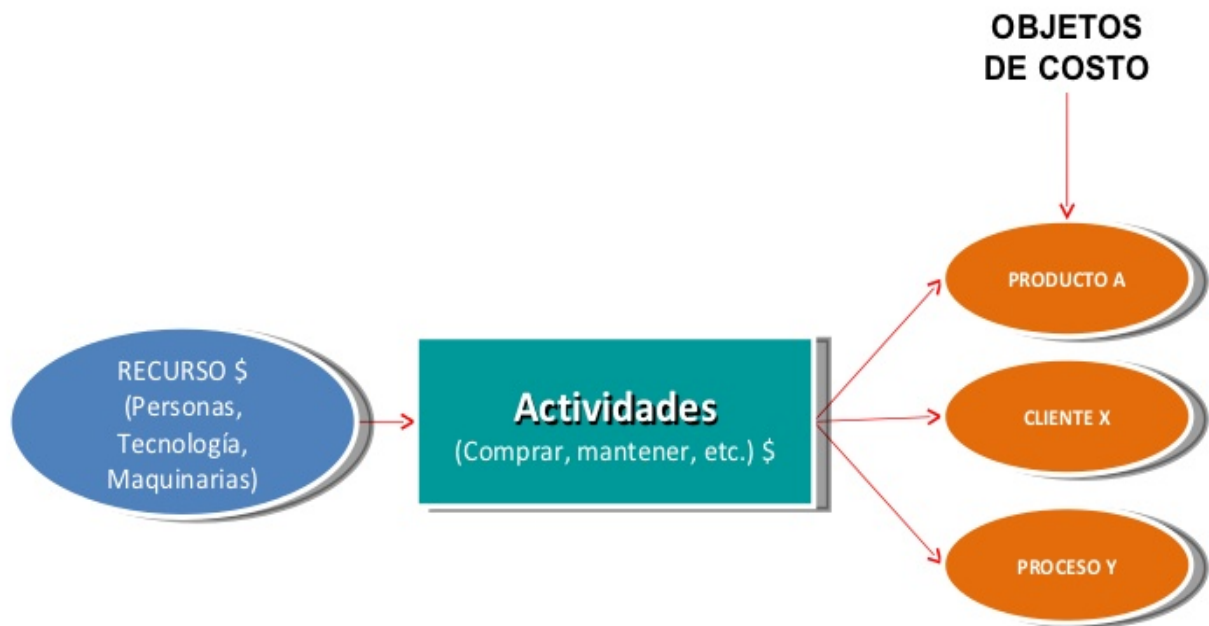 OBJETOS
DE COSTO
PRODUCTO A
RECURSO $
(Personas,
Tecnología,
Maquinarias)
Actividades
(Comprar, mantener, etc.) $
CLIENTE X
PROCESO Y